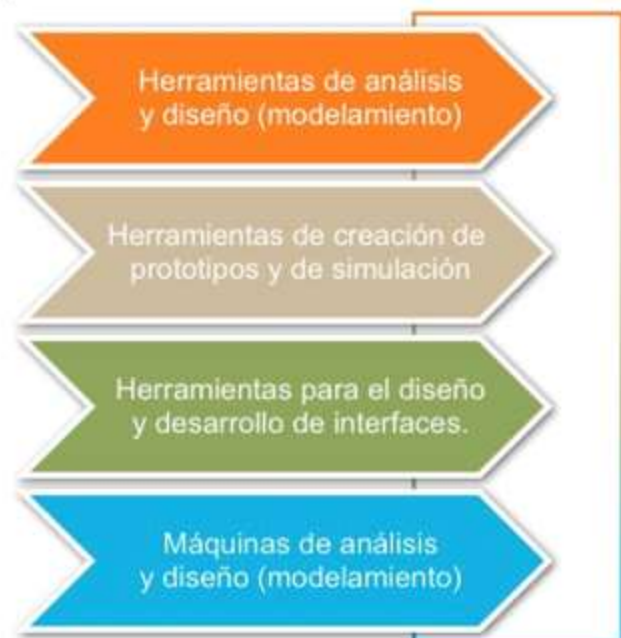 Herramientas de análisis
y diseño (modelamiento)
Herramientas de creación de
prototipos y de simulación
Herramientas para el diseño
y desarrollo de interfaces.
Máquinas de análisis
y diseño (modelamiento)